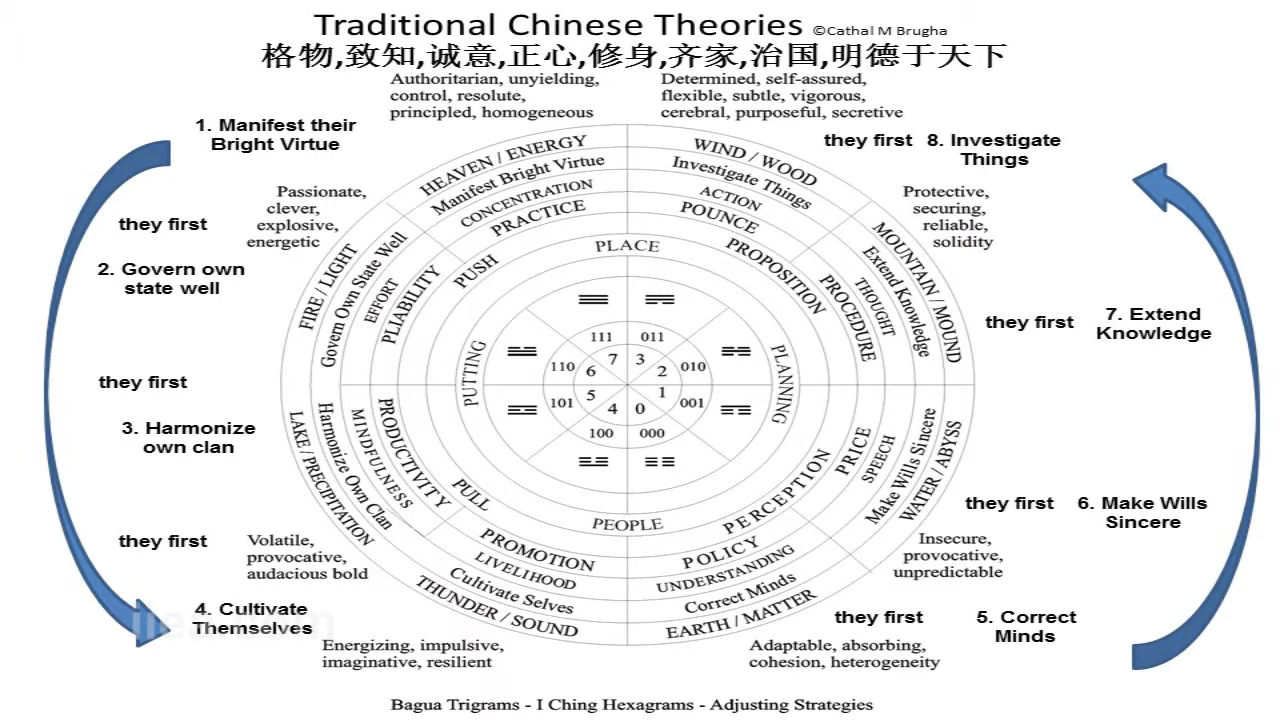 Traditional Chinese Theories ©Cathal M Brugha
格物,致知,诚意,正心,修身,齐家,治国,明德于天下
Authoritarian, unyielding,
control, resolute,
principled, homogeneous
Determined, self-assured,
flexible, subtle, vigorous,
cerebral, purposeful, secretive
1. Manifest their
Bright Virtue
they first
8. Investigate
Things
Passionate,
clever,
explosive,
energetic
Protective,
securing,
reliable,
solidity
they first
2. Govern own
state well
they first
7. Extend
Knowledge
they first
3. Harmonize
own clan
they first
6. Make Wills
Sincere
they first
Volatile,
provocative,
audacious bold
Insecure,
provocative,
unpredictable
4. Cultivate
Themselves
they first
5. Correct
Minds
Energizing, impulsive,
imaginative, resilient
Adaptable, absorbing,
cohesion, heterogeneity
HEAVEN / ENERGY
Manifest Bright Virtue
CONCENTRATION
PRACTICE
WIND / WOOD
Investigate Things
ACTION
POUNCE
MOUNTAIN / MOUND
Extend Knowledge
THOUGHT
PROCEDURE
PROPOSITION
WATER / ABYSS
Make Wills Sincere
SPEECH
PRICE
PERCEPTION
EARTH / MATTER
Correct Minds
UNDERSTANDING
POLICY
THUNDER / SOUND
Cultivate Selves
LIVELIHOOD
PROMOTION
PULL
LAKE / PRECIPITATION
Harmonize Own Clan
MINDFULNESS
PRODUCTIVITY
FIRE / LIGHT
Govern Own State Well
EFFORT
PLIABILITY
PUSH
PLACE
PLANNING
PEOPLE
PUTTING
111 011
110 010
101 001
100 000
7 3
6 2
5 1
4 0
Bagua Trigrams - I Ching Hexagrams - Adjusting Strategies